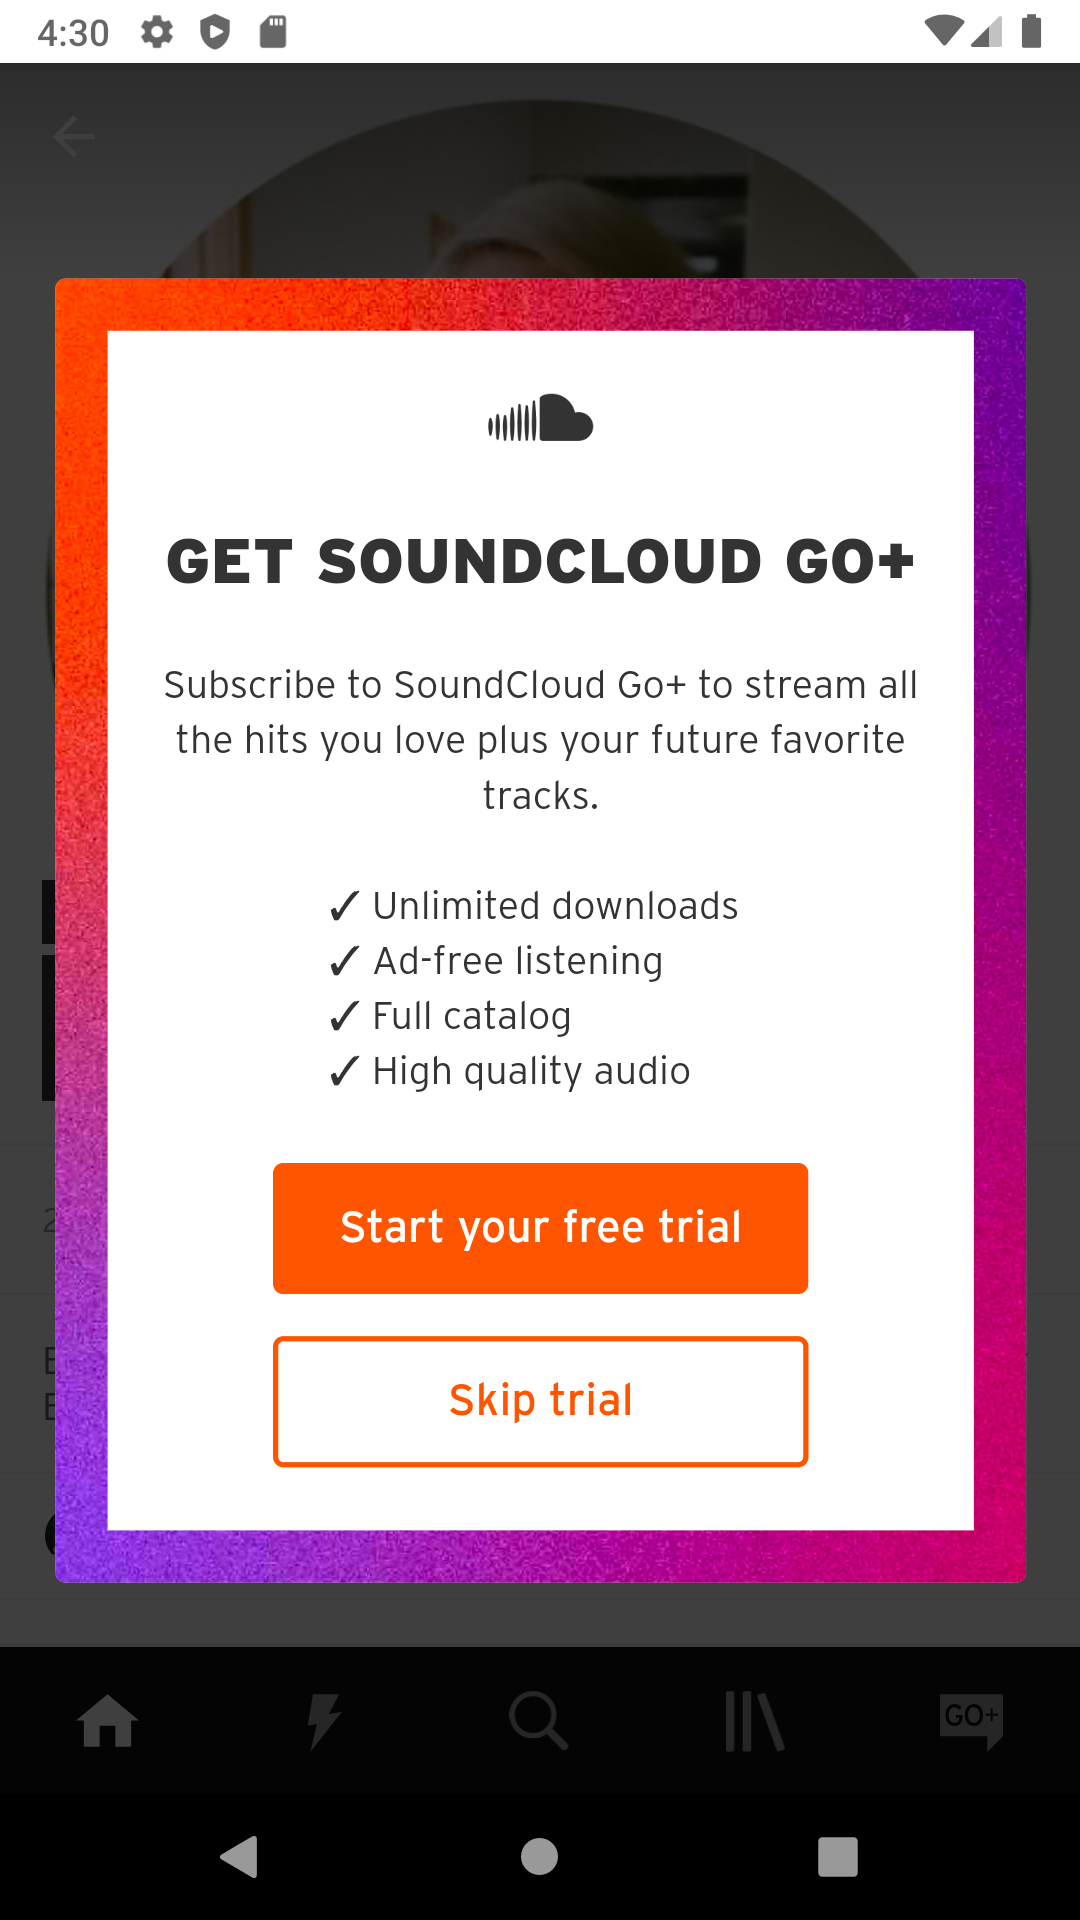 4:30
GET SOUNDCLOUD GO+
Subscribe to SoundCloud Go+ to stream all
the hits you love plus your future favorite
tracks.
✓ Unlimited downloads
✓ Ad-free listening
✓ Full catalog
✓ High quality audio
Start your free trial
Skip trial
GO+